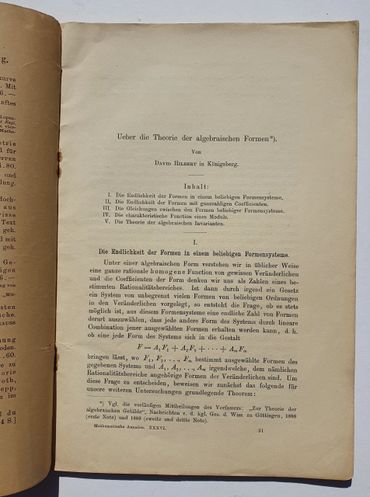 Ueber die Theorie der algebraischen Formen*).
Von
DAVID HILBERT in Königsberg.
Inhalt:
I. Die Endlichkeit der Formen in einem beliebigen Formensysteme.
II. Die Endlichkeit der Formen mit ganzzahligen Coefficienten.
III. Die Gleichungen zwischen den Formen beliebiger Formensysteme.
IV. Die charakteristische Function eines Moduls.
V. Die Theorie der algebraischen Invarianten.
I.
Die Endlichkeit der Formen in einem beliebigen Formensysteme.
Unter einer algebraischen Form verstehen wir in üblicher Weise
eine ganze rationale homogene Function von gewissen Veränderlichen
und die Coefficienten der Form denken wir uns als Zahlen eines be-
stimmten Rationalitätsbereiches. Ist dann durch irgend ein Gesetz
ein System von unbegrenzt vielen Formen von beliebigen Ordnungen
in den Veränderlichen vorgelegt, so entsteht die Frage, ob es stets
möglich ist, aus diesem Formensysteme eine endliche Zahl von Formen
derart auszuwählen, dass jede andere Form des Systems durch lineare
Combination jener ausgewählten Formen erhalten werden kann, d. h.
ob eine jede Form des Systems sich in die Gestalt
F = A₁F₁ + A₂F₂ + ··· + AₘFₘ
bringen lässt, wo F₁, F₂, ..., Fₘ bestimmt ausgewählte Formen des
gegebenen Systems und A₁, A₂, ..., Aₘ irgendwelche, dem nämlichen
Rationalitätsbereiche angehörige Formen der Veränderlichen sind. Um
diese Frage zu entscheiden, beweisen wir zunächst das folgende für
unsere weiteren Untersuchungen grundlegende Theorem:
*) Vgl. die vorläufigen Mittheilungen des Verfassers: „Zur Theorie der
algebraischen Gebilde", Nachrichten v. d. kgl. Ges. d. Wiss. zu Göttingen, 1888
(erste Note) und 1889 (zweite und dritte Note).
Mathematische Annalen. XXXVI. 31